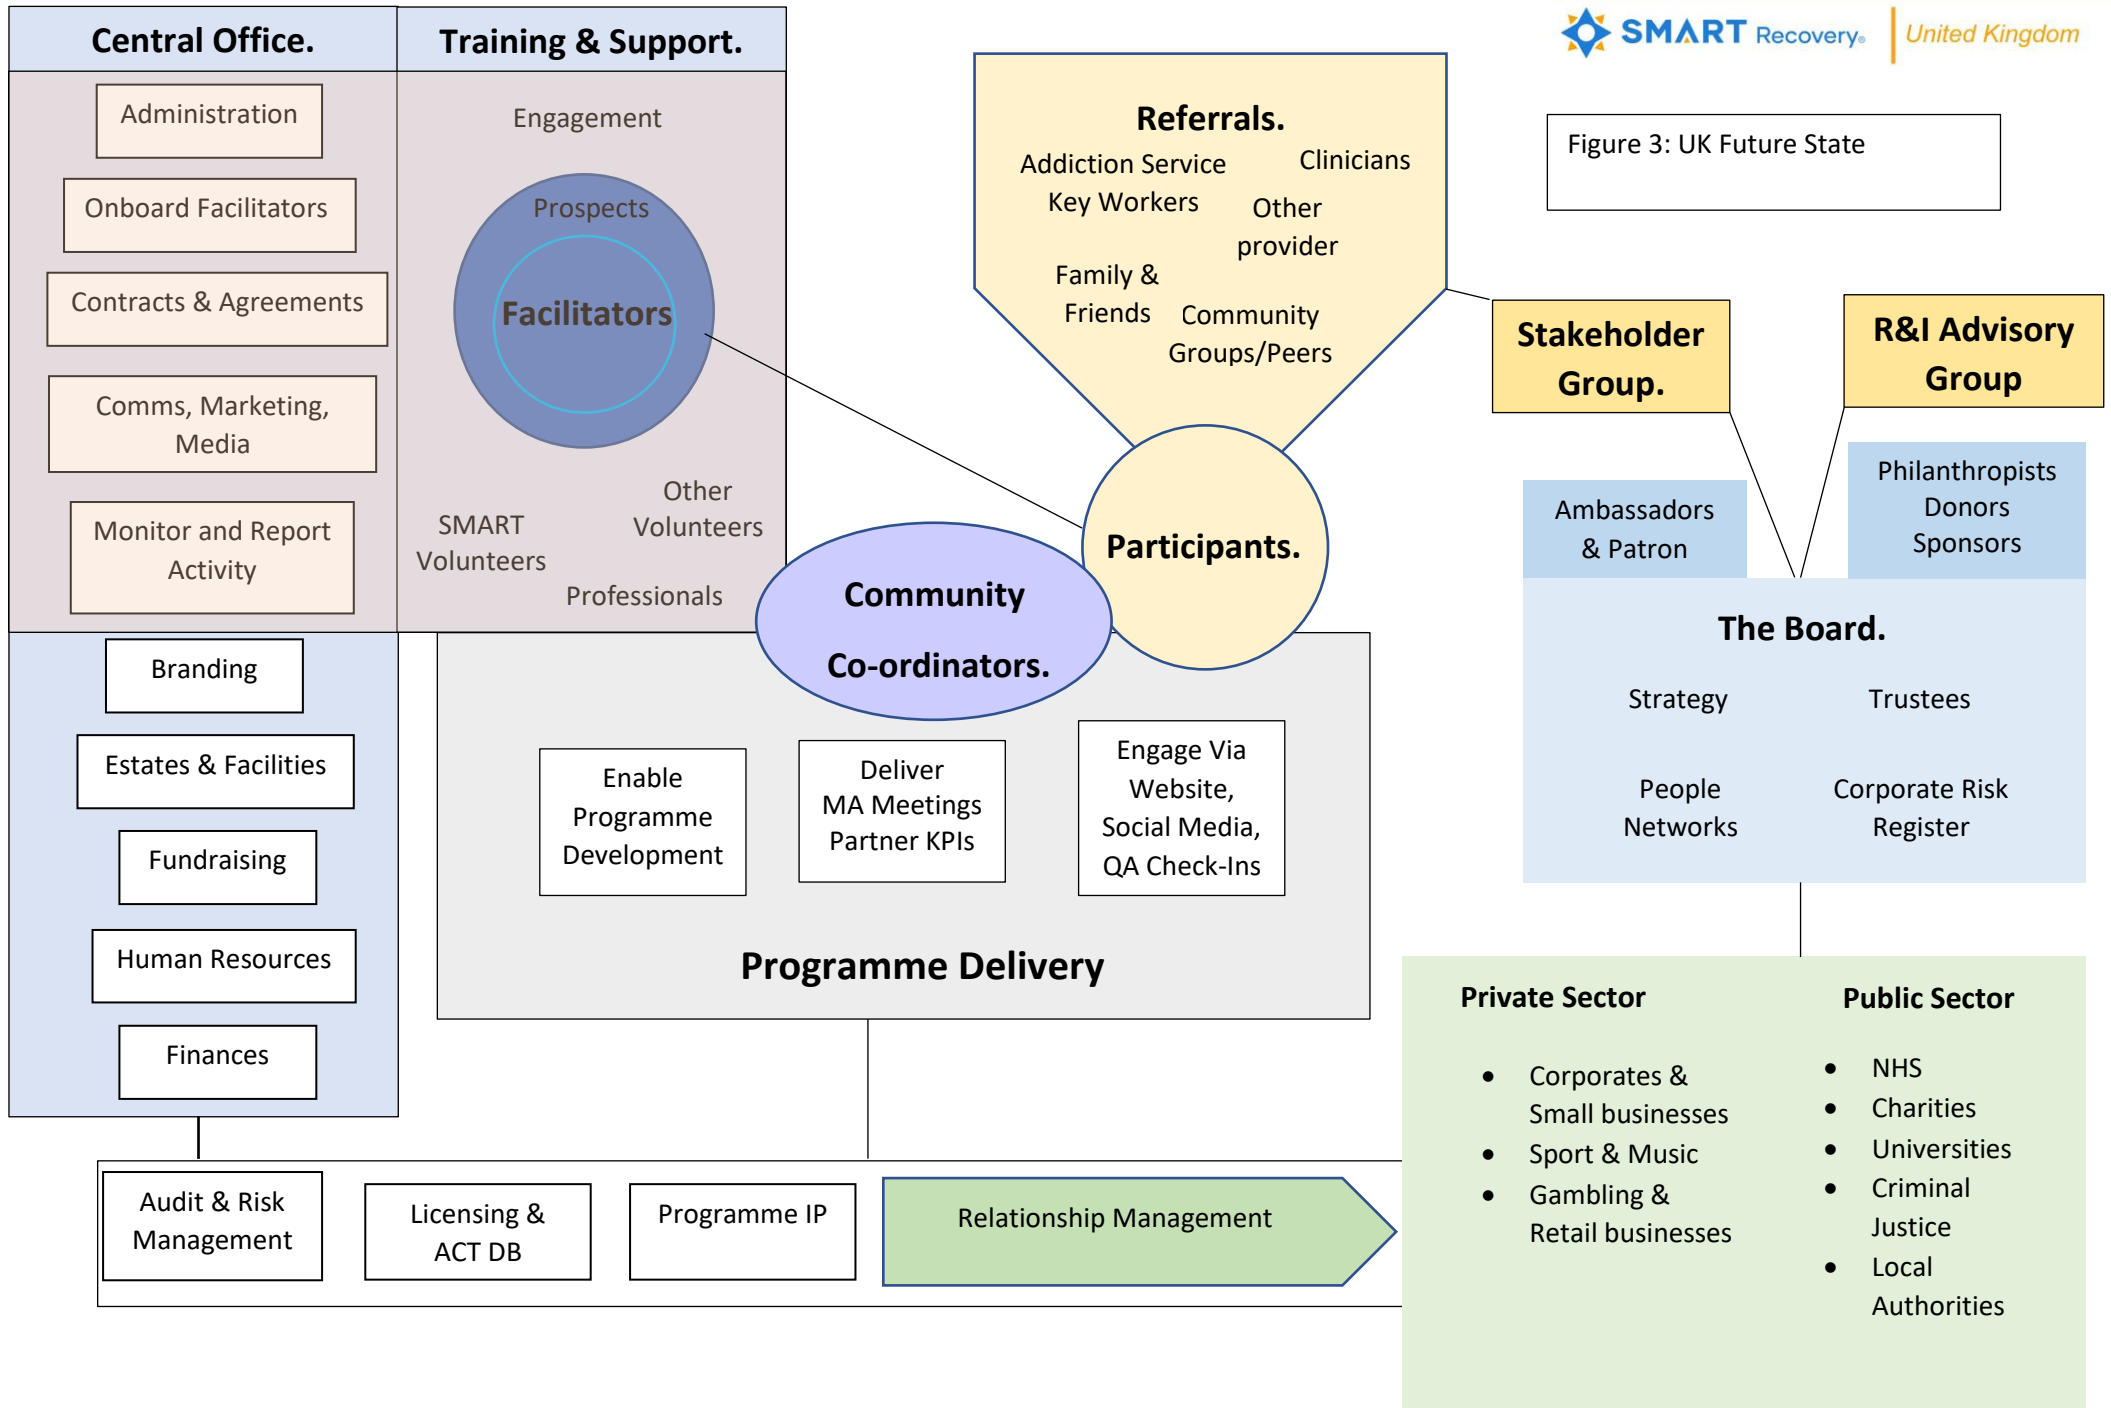 Central Office.
Administration
Onboard Facilitators
Contracts & Agreements
Comms, Marketing,
Media
Monitor and Report
Activity
Branding
Estates & Facilities
Fundraising
Human Resources
Finances
Training & Support.
Engagement
Prospects
Facilitators
Other
Volunteers
SMART
Volunteers
Professionals
Referrals.
Addiction Service
Key Workers
Clinicians
Other
provider
Family &
Friends
Community
Groups/Peers
Participants.
Community
Co-ordinators.
Enable
Programme
Development
Deliver
MA Meetings
Partner KPIs
Engage Via
Website,
Social Media,
QA Check-Ins
Programme Delivery
SMART Recovery® United Kingdom
Figure 3: UK Future State
Stakeholder
Group.
R&I Advisory
Group
Ambassadors
& Patron
Philanthropists
Donors
Sponsors
The Board.
Strategy
Trustees
People
Networks
Corporate Risk
Register
Private Sector
• Corporates &
Small businesses
• Sport & Music
• Gambling &
Retail businesses
Public Sector
• NHS
• Charities
• Universities
• Criminal
Justice
• Local
Authorities
Audit & Risk
Management
Licensing &
ACT DB
Programme IP
Relationship Management